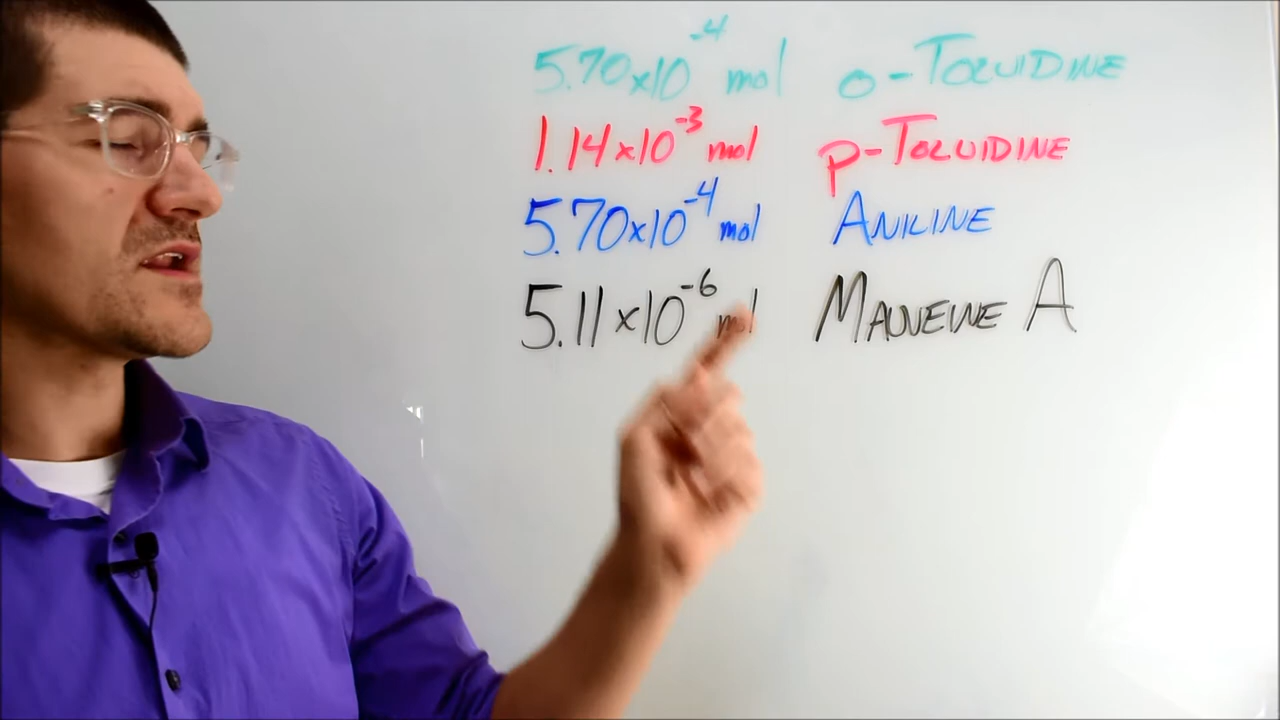 5.70x10⁻⁴ mol o-TOLUIDINE
1.14x10⁻³ mol p-TOLUIDINE
5.70x10⁻⁴ mol ANILINE
5.11x10⁻⁶ mol MAUVEINE A